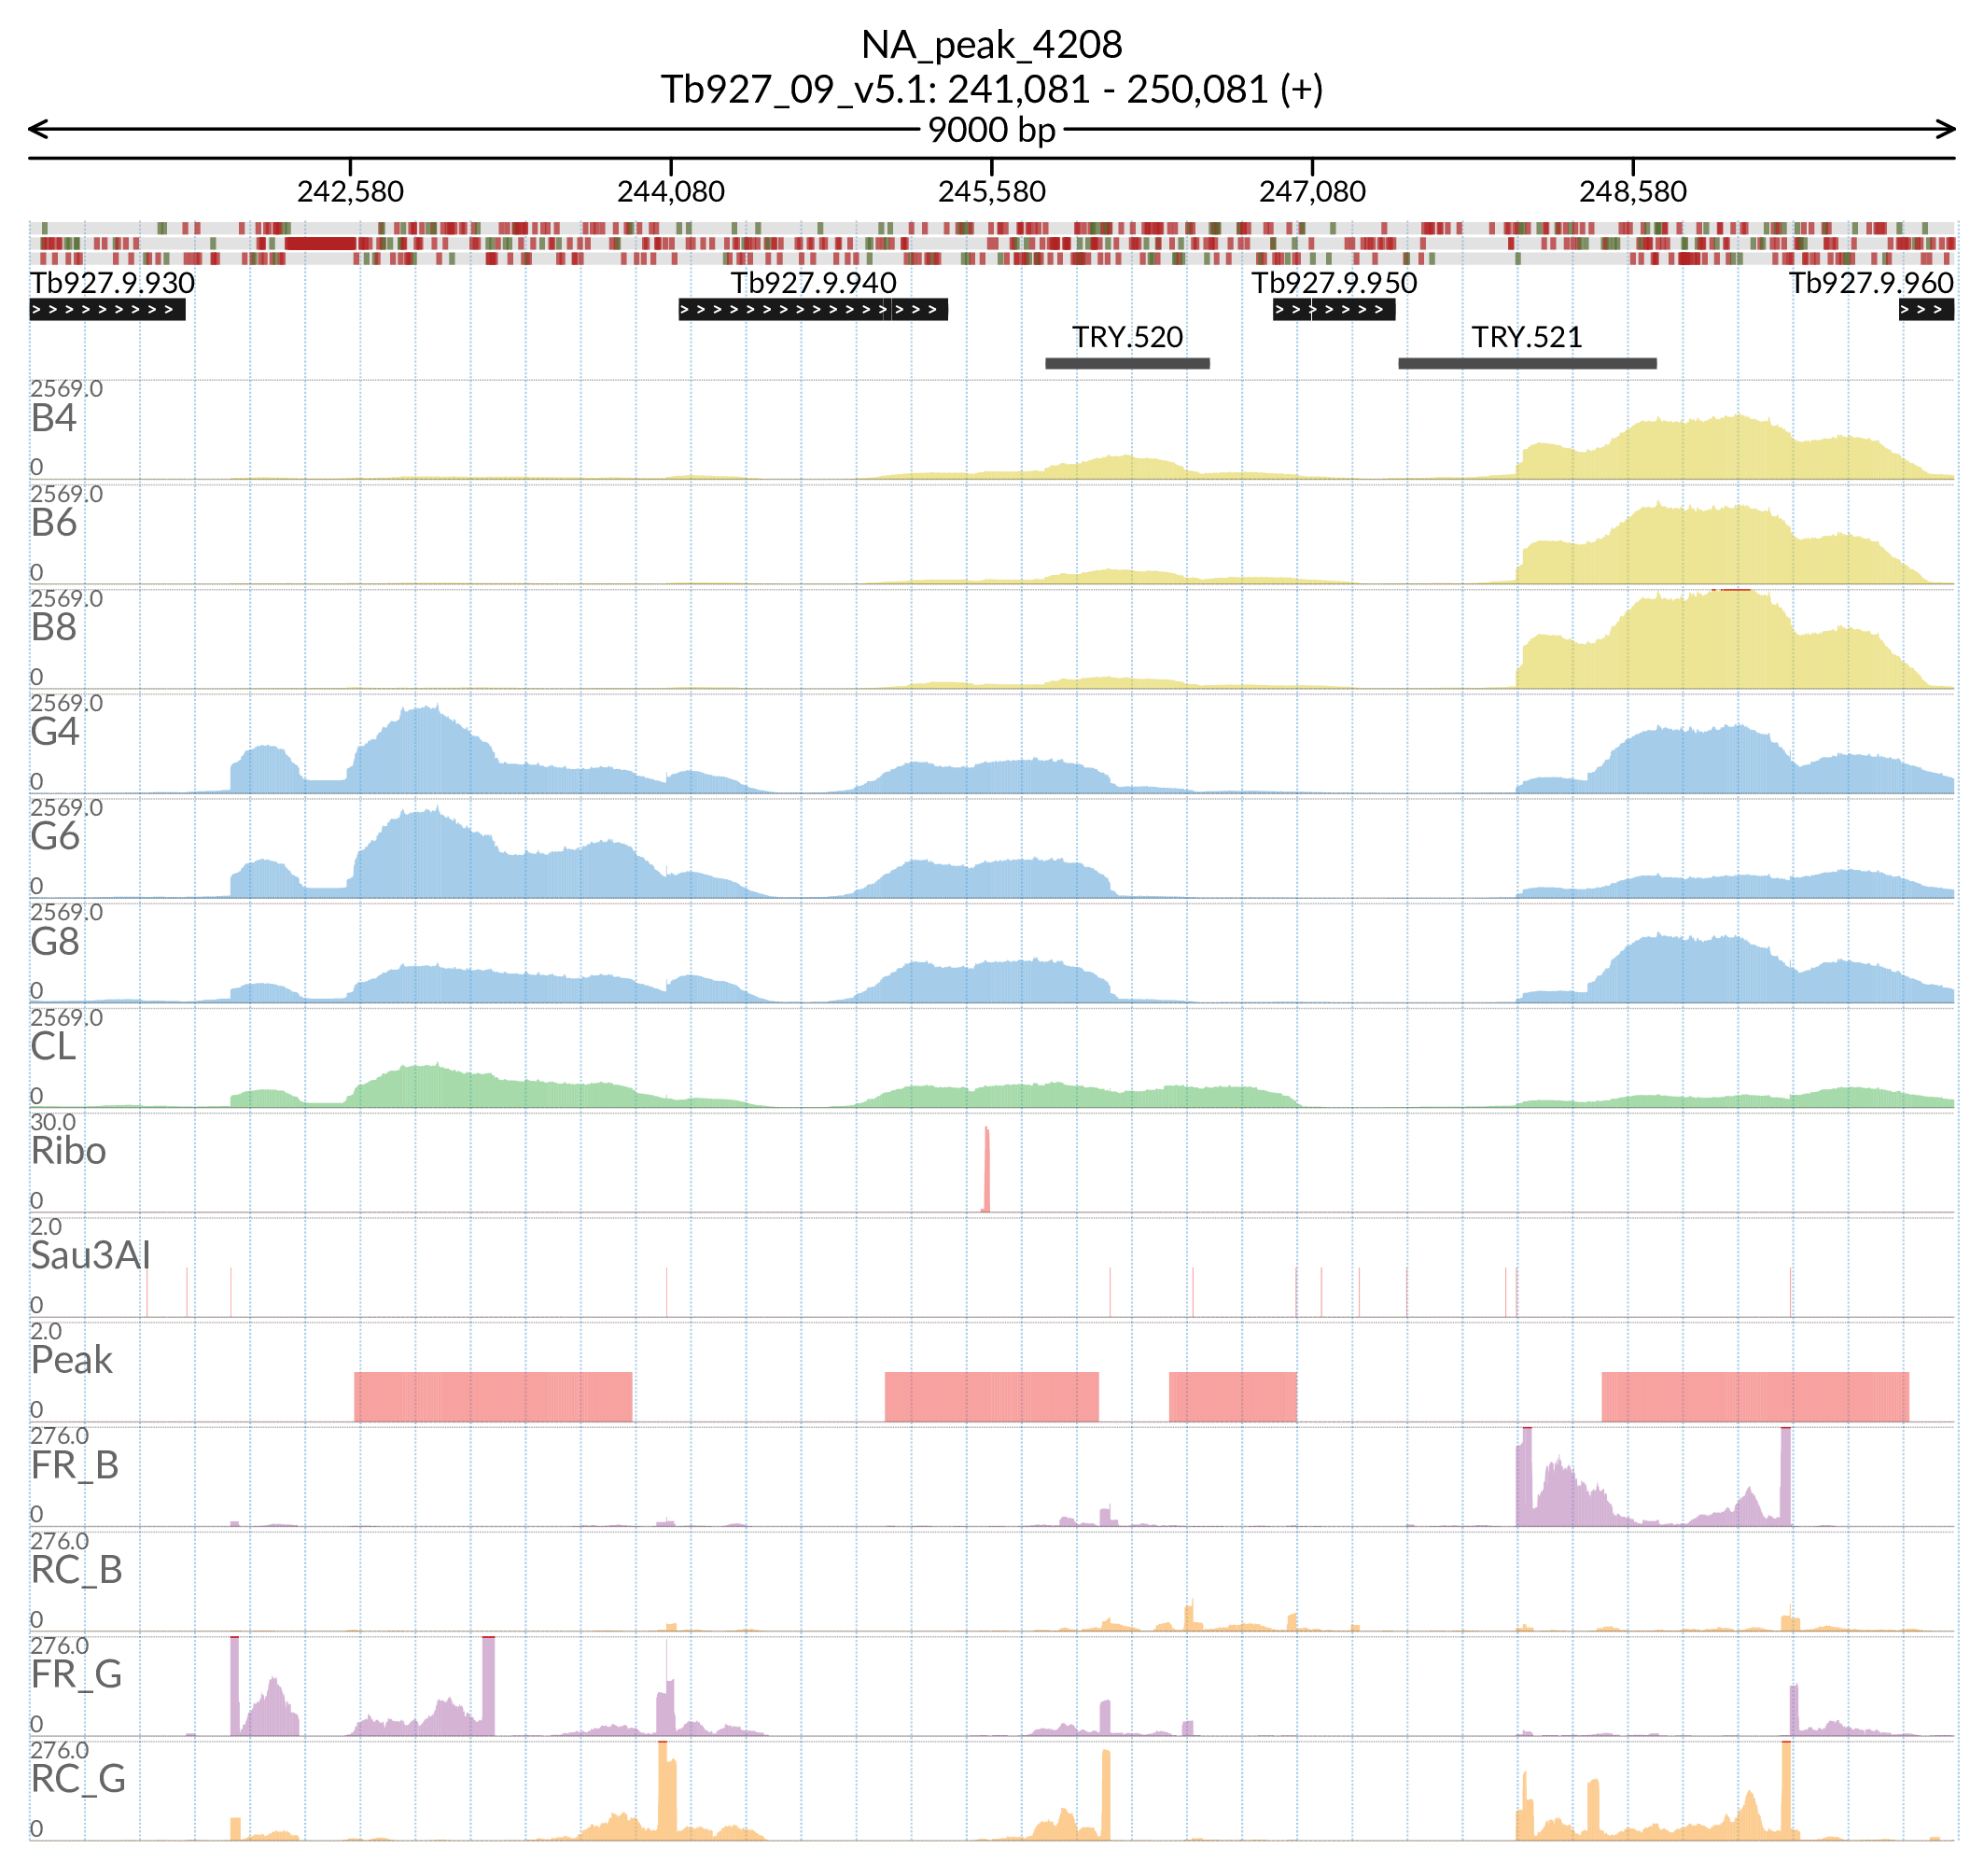 NA_peak_4208
Tb927_09_v5.1: 241,081 - 250,081 (+)
9000 bp
242,580 244,080 245,580 247,080 248,580
Tb927.9.930 Tb927.9.940 Tb927.9.950 Tb927.9.960
TRY.520 TRY.521
2569.0
B4
0
2569.0
B6
0
2569.0
B8
0
2569.0
G4
0
2569.0
G6
0
2569.0
G8
0
2569.0
CL
0
30.0
Ribo
0
2.0
Sau3AI
0
2.0
Peak
0
276.0
FR_B
0
276.0
RC_B
0
276.0
FR_G
0
276.0
RC_G
0